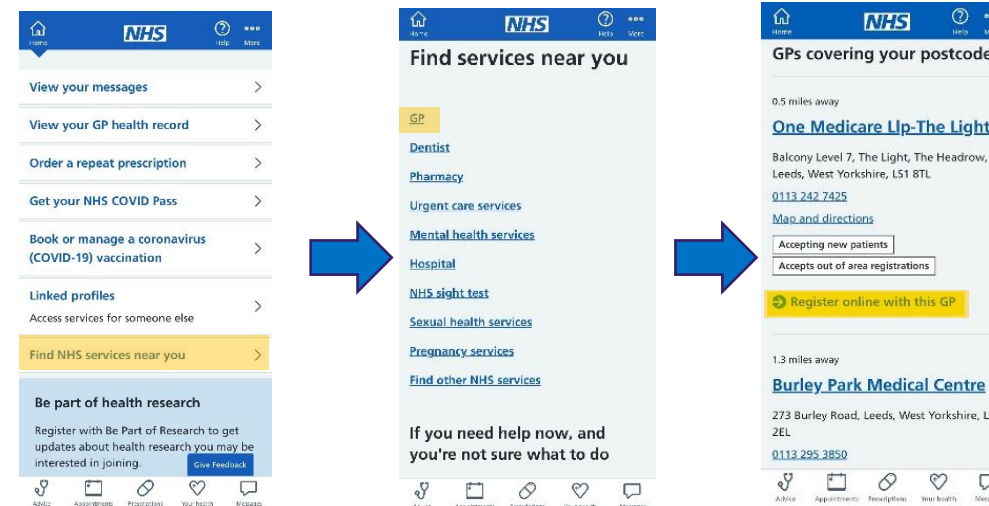 Home
NHS
Help
More
View your messages
View your GP health record
Order a repeat prescription
Get your NHS COVID Pass
Book or manage a coronavirus
(COVID-19) vaccination
Linked profiles
Access services for someone else
Find NHS services near you
Be part of health research
Register with Be Part of Research to get
updates about health research you may be
interested in joining.
Give Feedback
Advice
Appointments
Prescriptions
Your health
Messages
Home
NHS
Help
More
Find services near you
GP
Dentist
Pharmacy
Urgent care services
Mental health services
Hospital
NHS sight test
Sexual health services
Pregnancy services
Find other NHS services
If you need help now, and
you're not sure what to do
Home
NHS
Help
GPs covering your postcode
0.5 miles away
One Medicare Llp-The Light
Balcony Level 7, The Light, The Headrow,
Leeds, West Yorkshire, LS1 8TL
0113 242 7425
Map and directions
Accepting new patients
Accepts out of area registrations
Register online with this GP
1.3 miles away
Burley Park Medical Centre
273 Burley Road, Leeds, West Yorkshire, L
2EL
0113 295 3850
Advice
Appointments
Prescriptions
Your health